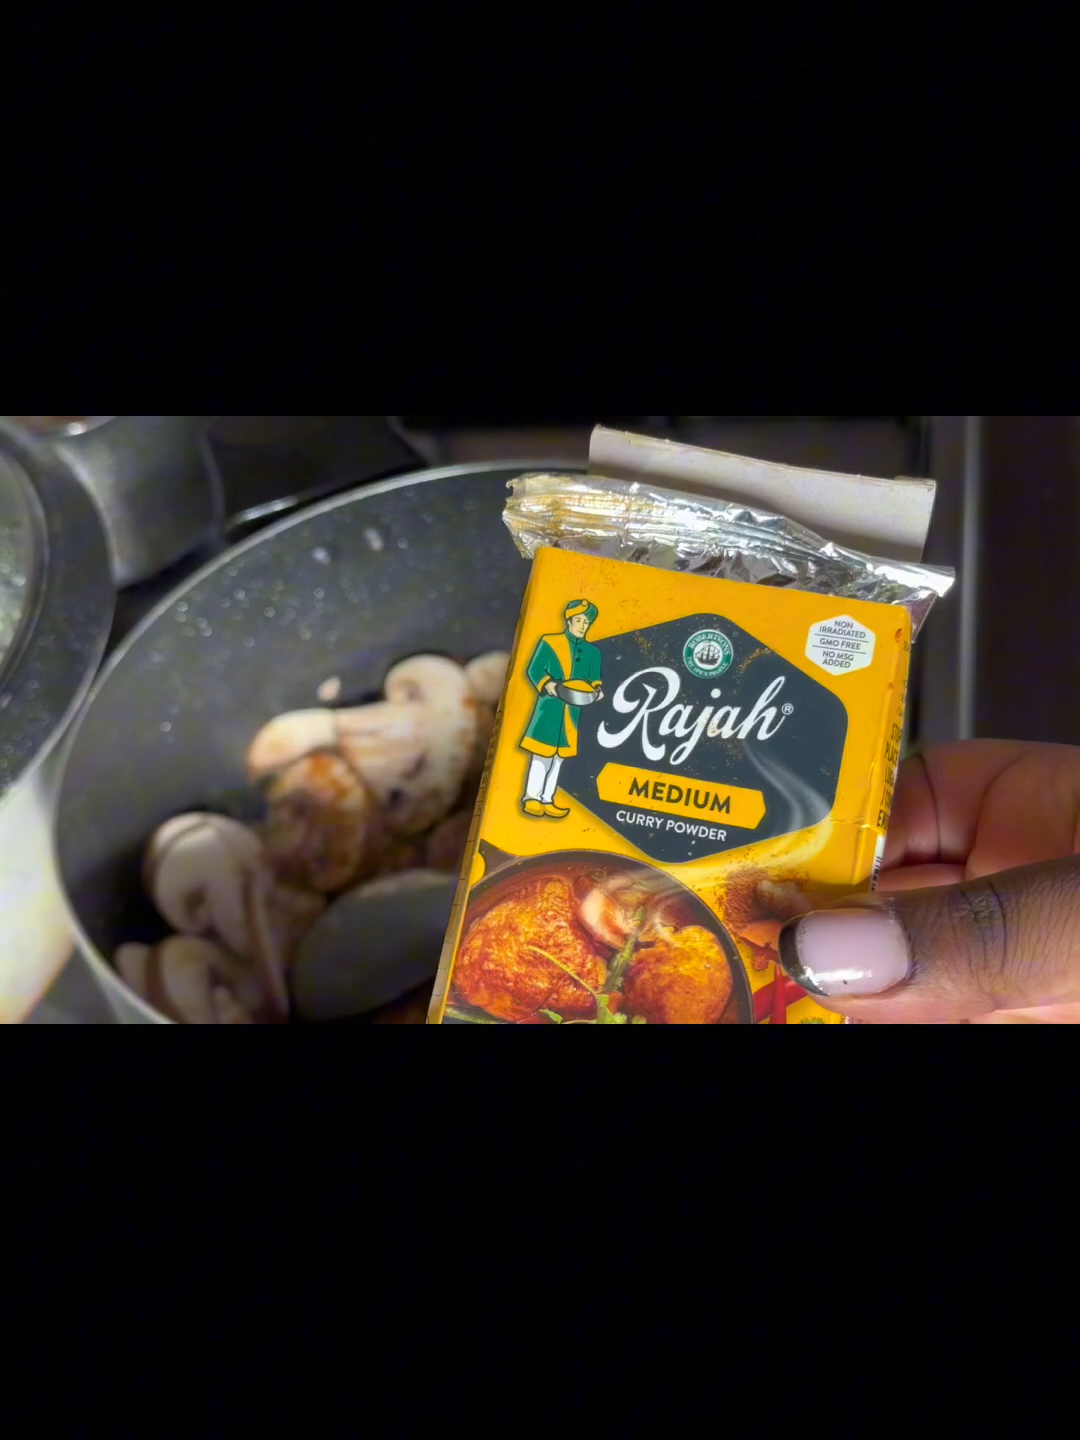 ROBERTSONS
Rajah®
MEDIUM
CURRY POWDER
NON
IRRADIATED
GMO FREE
NO MSG
ADDED